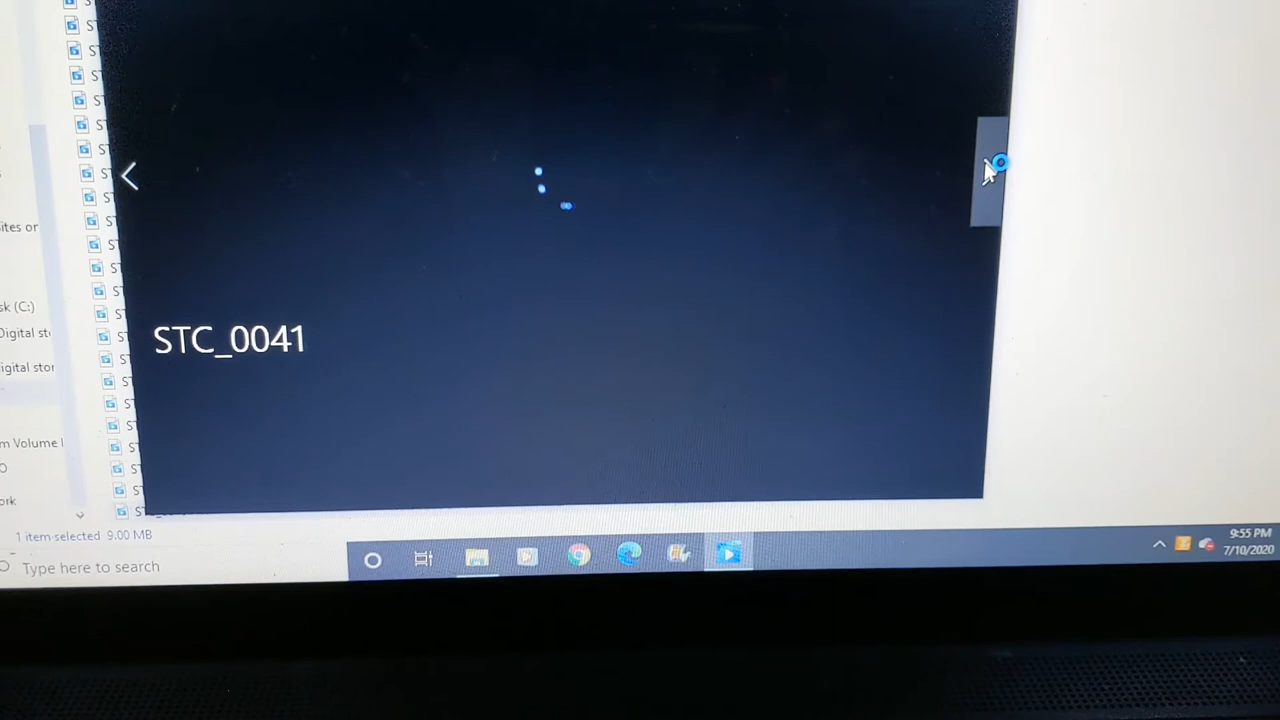 ites or
sk (C:)
Digital sto
igital stor
m Volume I
ork
STC_0041
1 item selected 9.00 MB
Type here to search
9:55 PM
7/10/2020